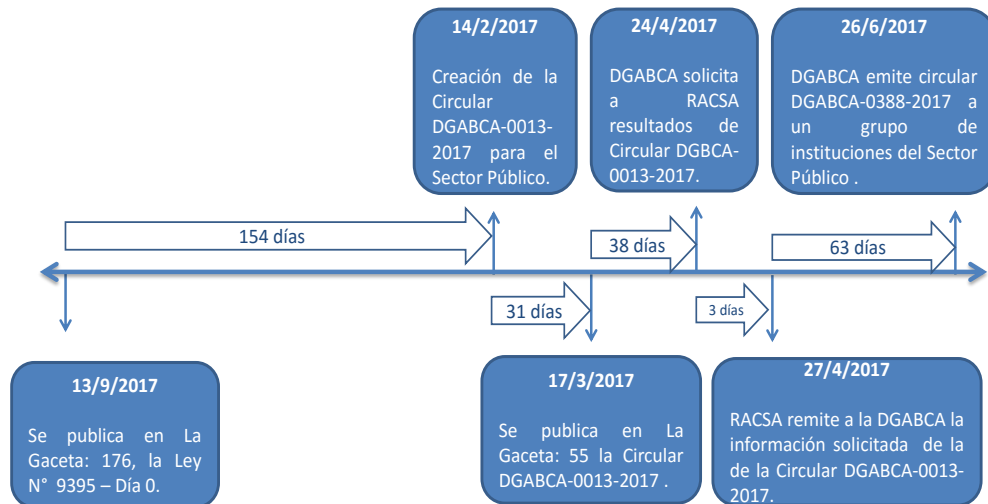 14/2/2017
Creación de la
Circular
DGABCA-0013-
2017 para el
Sector Público.
24/4/2017
DGABCA solicita
a RACSA
resultados de
Circular DGBCA-
0013-2017.
26/6/2017
DGABCA emite circular
DGABCA-0388-2017 a
un grupo de
instituciones del Sector
Público .
154 días
38 días
63 días
31 días
3 días
13/9/2017
Se publica en La
Gaceta: 176, la Ley
N° 9395 – Día 0.
17/3/2017
Se publica en La
Gaceta: 55 la Circular
DGABCA-0013-2017 .
27/4/2017
RACSA remite a la DGABCA la
información solicitada de la
de la Circular DGABCA-0013-
2017.